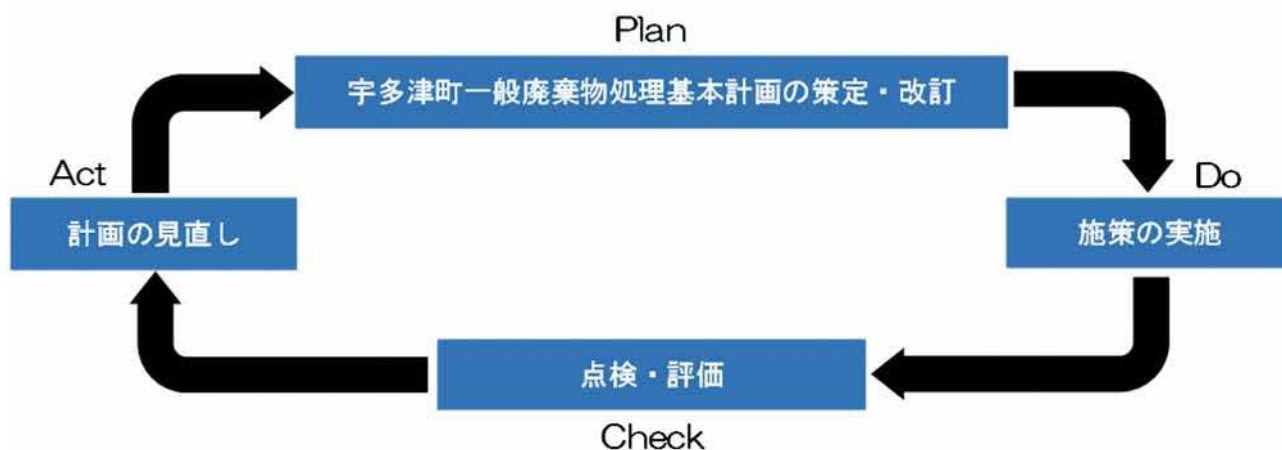 Plan
宇多津町一般廃棄物処理基本計画の策定・改訂
Act
Do
計画の見直し
施策の実施
点検・評価
Check